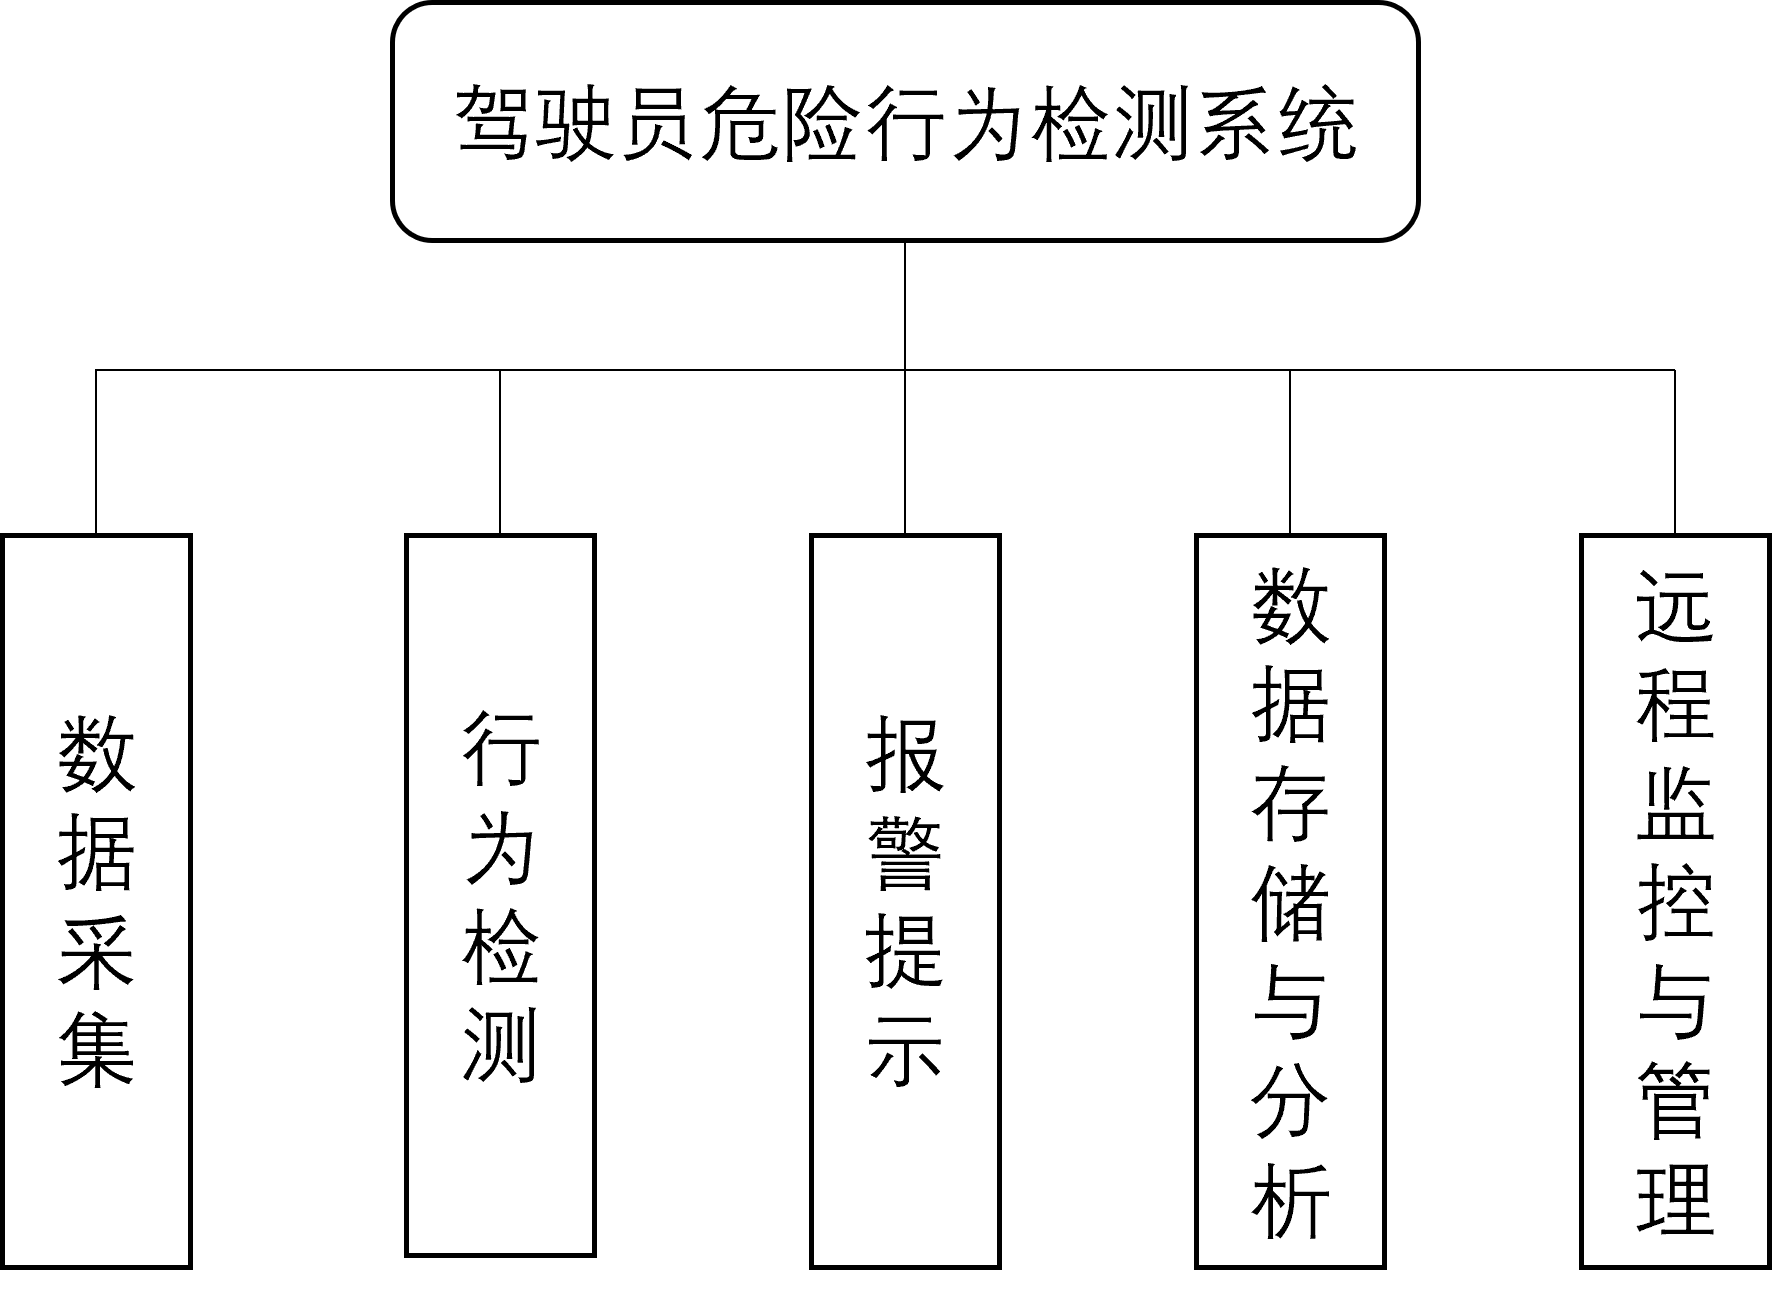 驾驶员危险行为检测系统
数据采集
行为检测
报警提示
数据存储与分析
远程监控与管理